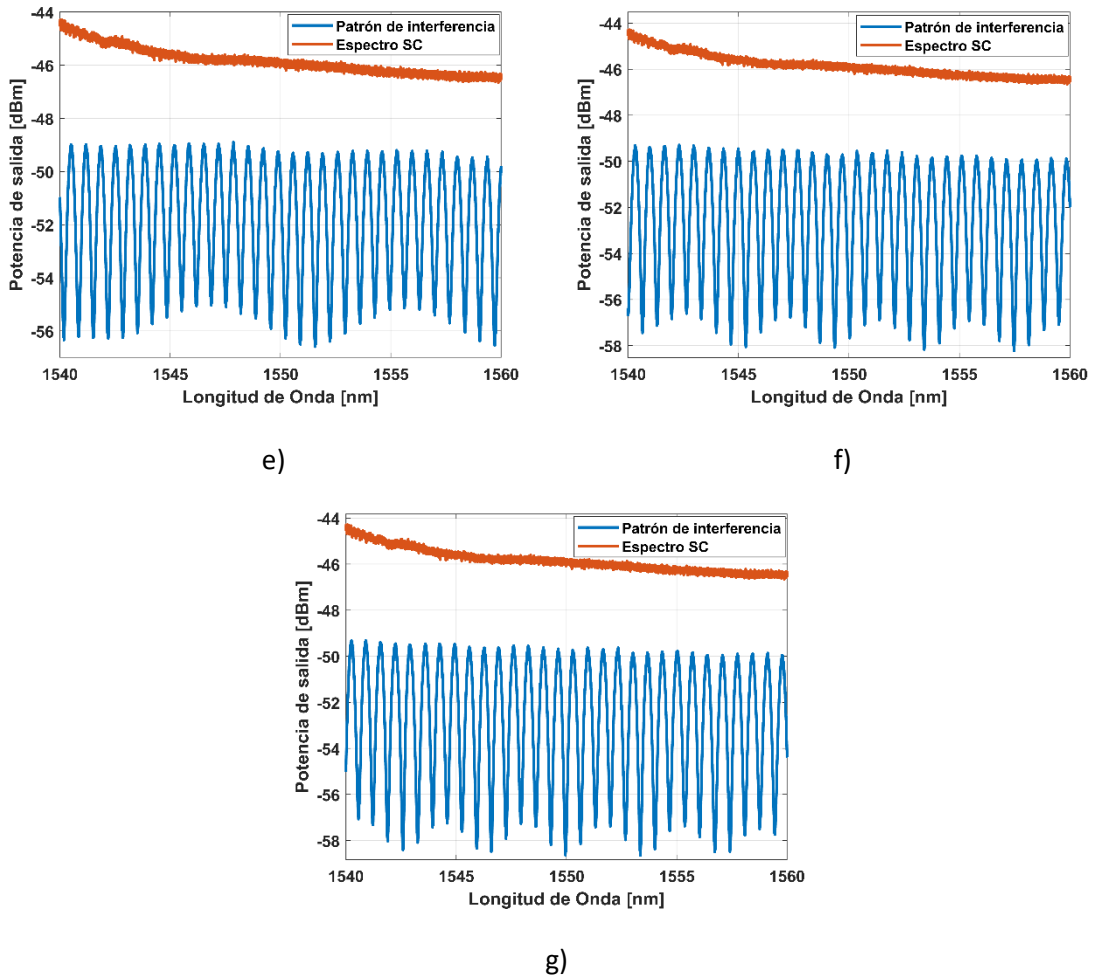 -44
-46
-48
-50
-52
-54
-56
Potencia de salida [dBm]
Patrón de interferencia
Espectro SC
1540
1545
1550
1555
1560
Longitud de Onda [nm]
e)
-44
-46
-48
-50
-52
-54
-56
-58
Potencia de salida [dBm]
Patrón de interferencia
Espectro SC
1540
1545
1550
1555
1560
Longitud de Onda [nm]
f)
-44
-46
-48
-50
-52
-54
-56
-58
Potencia de salida [dBm]
Patrón de interferencia
Espectro SC
1540
1545
1550
1555
1560
Longitud de Onda [nm]
g)